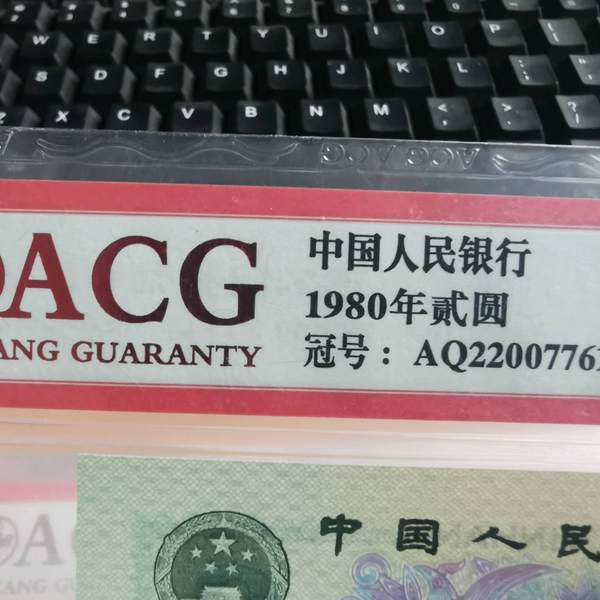 W E R T Y U I O P
S D F G H J K L : ;
Z X C V B N M < , > . ? /
ACG ACG
ACG
ANG GUARANTY
中国人民银行
1980年贰圆
冠号：AQ2200776
中国人民